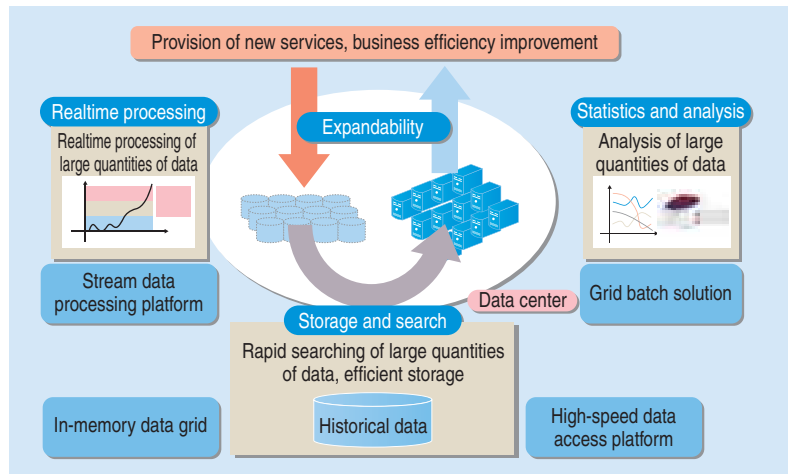 Provision of new services, business efficiency improvement
Realtime processing
Realtime processing of
large quantities of data
Stream data
processing platform
Expandability
Statistics and analysis
Analysis of large
quantities of data
Grid batch solution
Data center
Storage and search
Rapid searching of large quantities
of data, efficient storage
Historical data
In-memory data grid
High-speed data
access platform